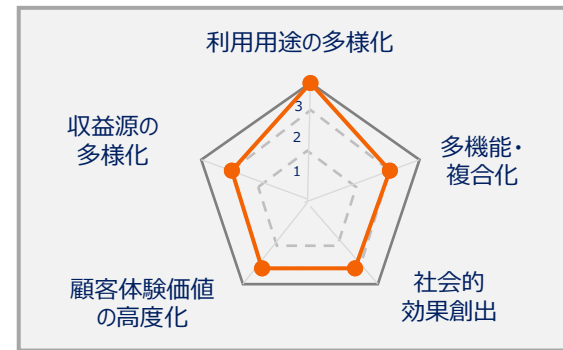 利用用途の多様化
3
2
1
収益源の
多様化
多機能・
複合化
顧客体験価値
の高度化
社会的
効果創出